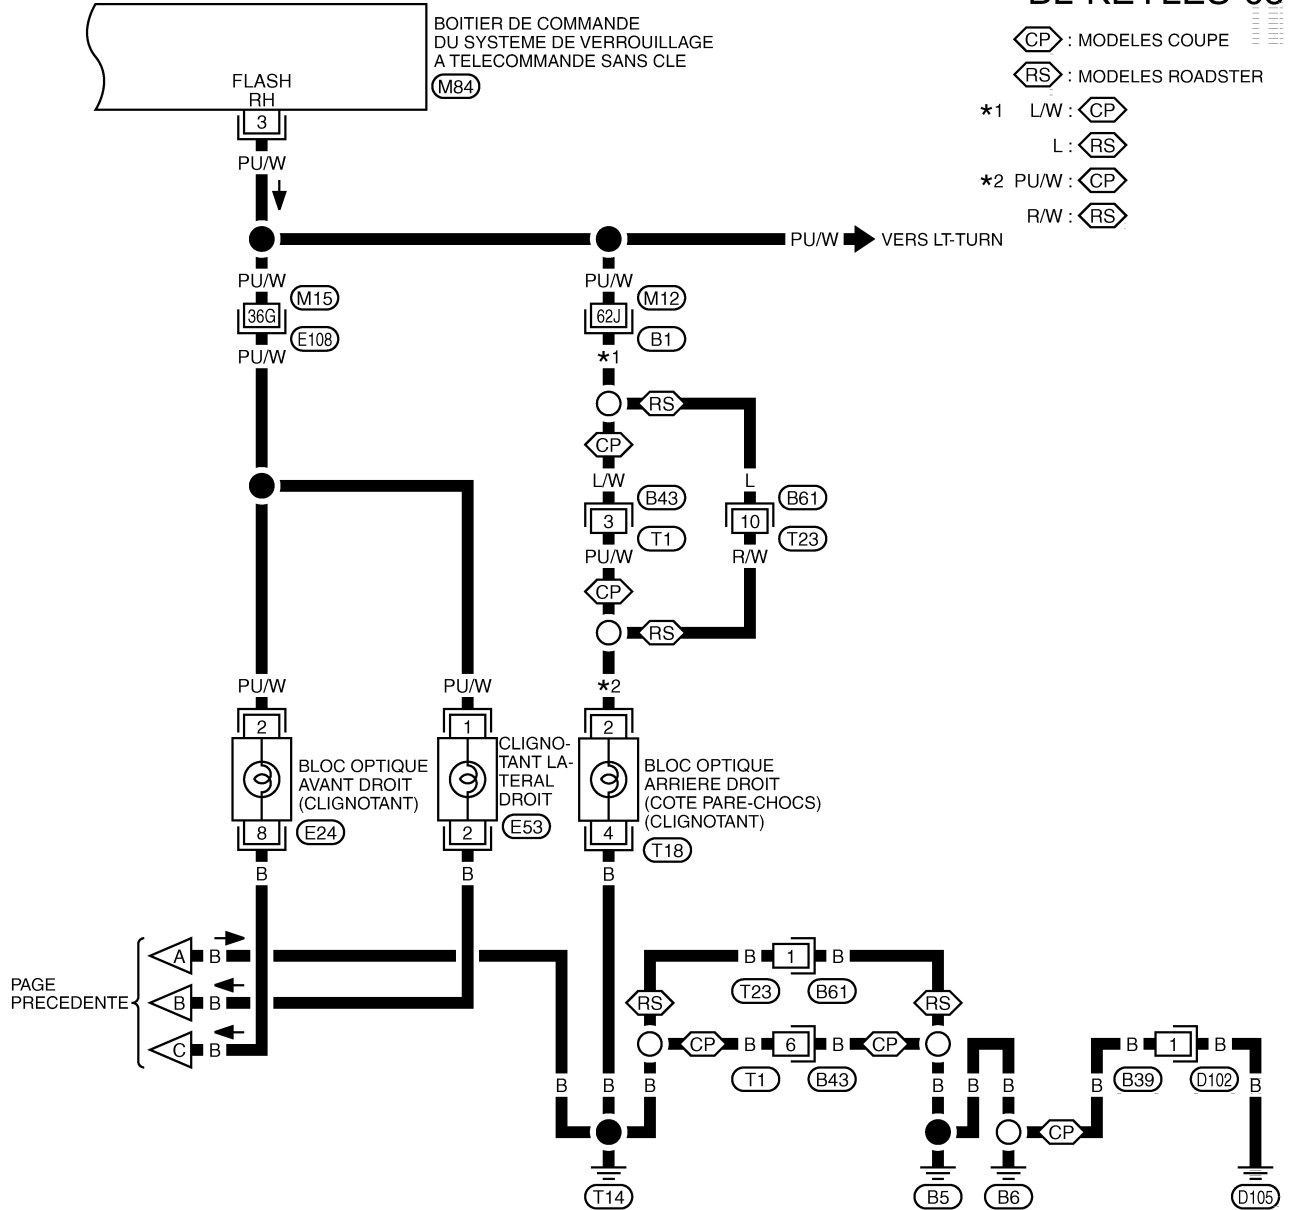 BOITIER DE COMMANDE
DU SYSTEME DE VERROUILLAGE
A TELECOMMANDE SANS CLE
M84
FLASH
RH
3
CP : MODELES COUPE
RS : MODELES ROADSTER
*1 L/W : CP
L : RS
*2 PU/W : CP
R/W : RS
PU/W
PU/W VERS LT-TURN
PU/W PU/W
M15 M12
36G 62J
E108 B1
PU/W *1
RS
CP
L/W L
B43 B61
3 10
T1 T23
PU/W R/W
CP
RS
PU/W PU/W *2
2 1 2
BLOC OPTIQUE
AVANT DROIT
(CLIGNOTANT)
E24
CLIGNO-
TANT LA-
TERAL
DROIT
E53
BLOC OPTIQUE
ARRIERE DROIT
(COTE PARE-CHOCS)
(CLIGNOTANT)
T18
8 2 4
B B B
PAGE
PRECEDENTE
A B
B B
C B
B 1 B
T23 B61
RS RS
CP B 6 B CP
T1 B43
B 1 B
B39 D102
B B B B B B B B
CP
T14 B5 B6 D105